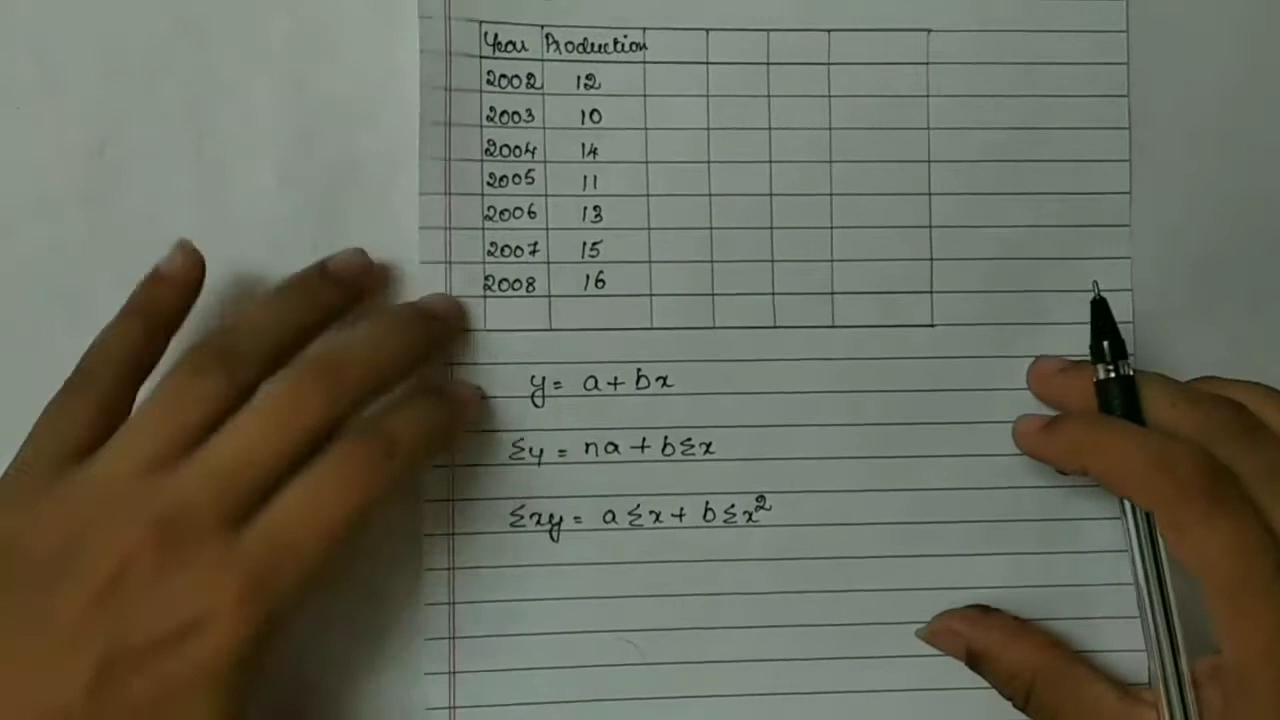 Year Production
2002 12
2003 10
2004 14
2005 11
2006 13
2007 15
2008 16
y = a + bx
Σy = na + bΣx
Σxy = aΣx + bΣx²